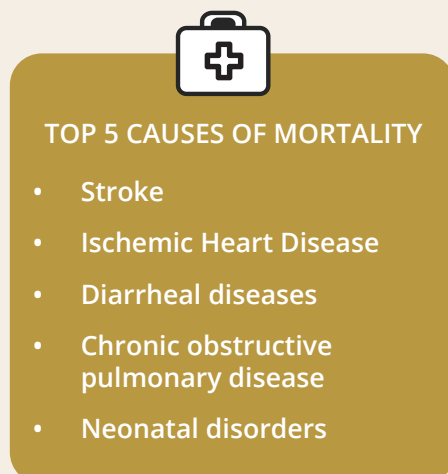 TOP 5 CAUSES OF MORTALITY
• Stroke
• Ischemic Heart Disease
• Diarrheal diseases
• Chronic obstructive
pulmonary disease
• Neonatal disorders